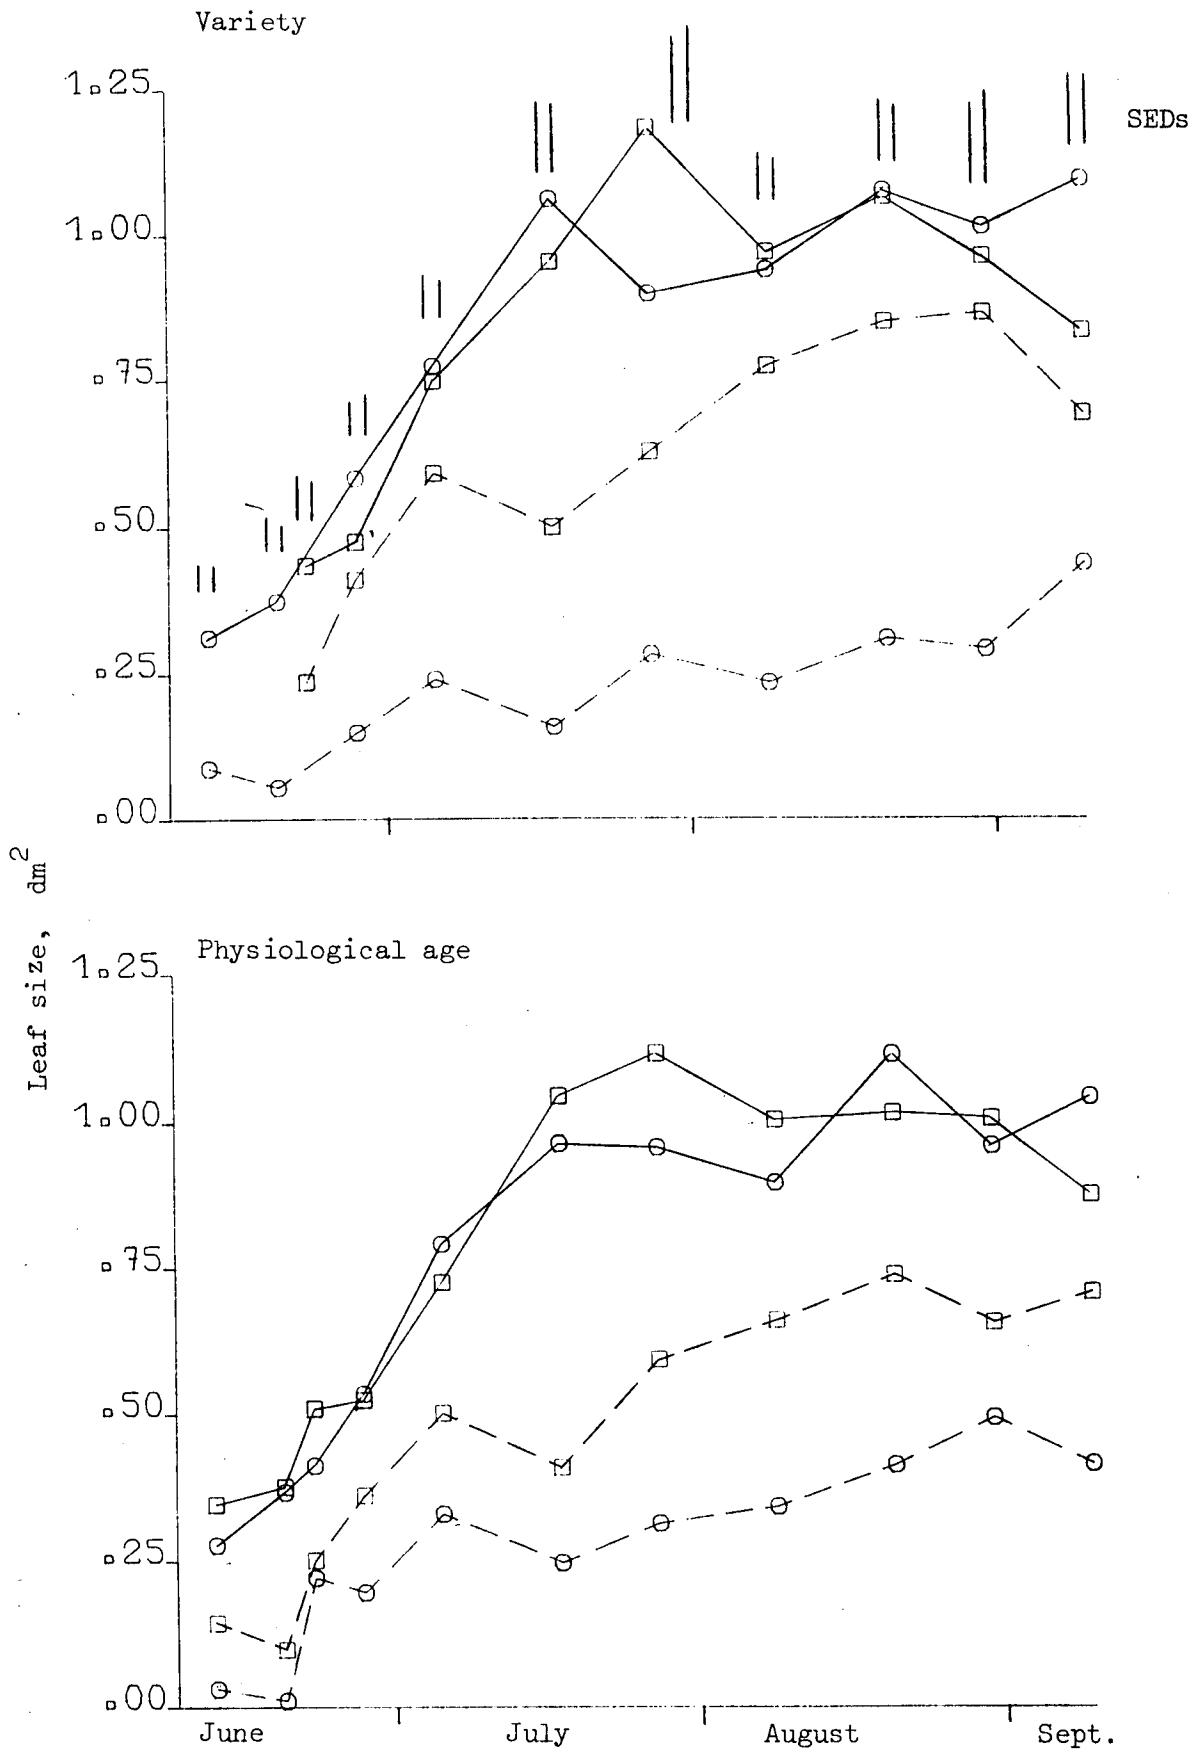 Variety
SEDs
1.25
1.00
.75
.50
.25
.00
Leaf size, dm²
Physiological age
1.25
1.00
.75
.50
.25
.00
June July August Sept.